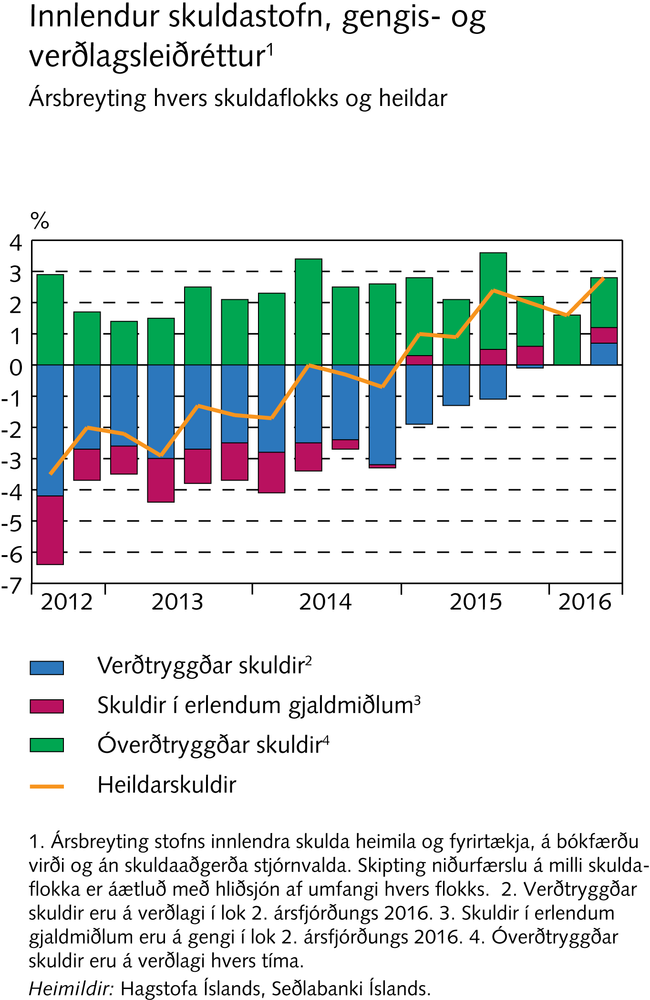 Innlendur skuldastofn, gengis- og
verðlagsleiðréttur¹
Ársbreyting hvers skuldaflokks og heildar
%
4
3
2
1
0
-1
-2
-3
-4
-5
-6
-7
2012 2013 2014 2015 2016
Verðtryggðar skuldir²
Skuldir í erlendum gjaldmiðlum³
Óverðtryggðar skuldir⁴
Heildarskuldir
1. Ársbreyting stofns innlendra skulda heimila og fyrirtækja, á bókfærðu
virði og án skuldaaðgerða stjórnvalda. Skipting niðurfærslu á milli skulda-
flokka er áætluð með hliðsjón af umfangi hvers flokks.  2. Verðtryggðar
skuldir eru á verðlagi í lok 2. ársfjórðungs 2016. 3. Skuldir í erlendum
gjaldmiðlum eru á gengi í lok 2. ársfjórðungs 2016. 4. Óverðtryggðar
skuldir eru á verðlagi hvers tíma.
Heimildir: Hagstofa Íslands, Seðlabanki Íslands.